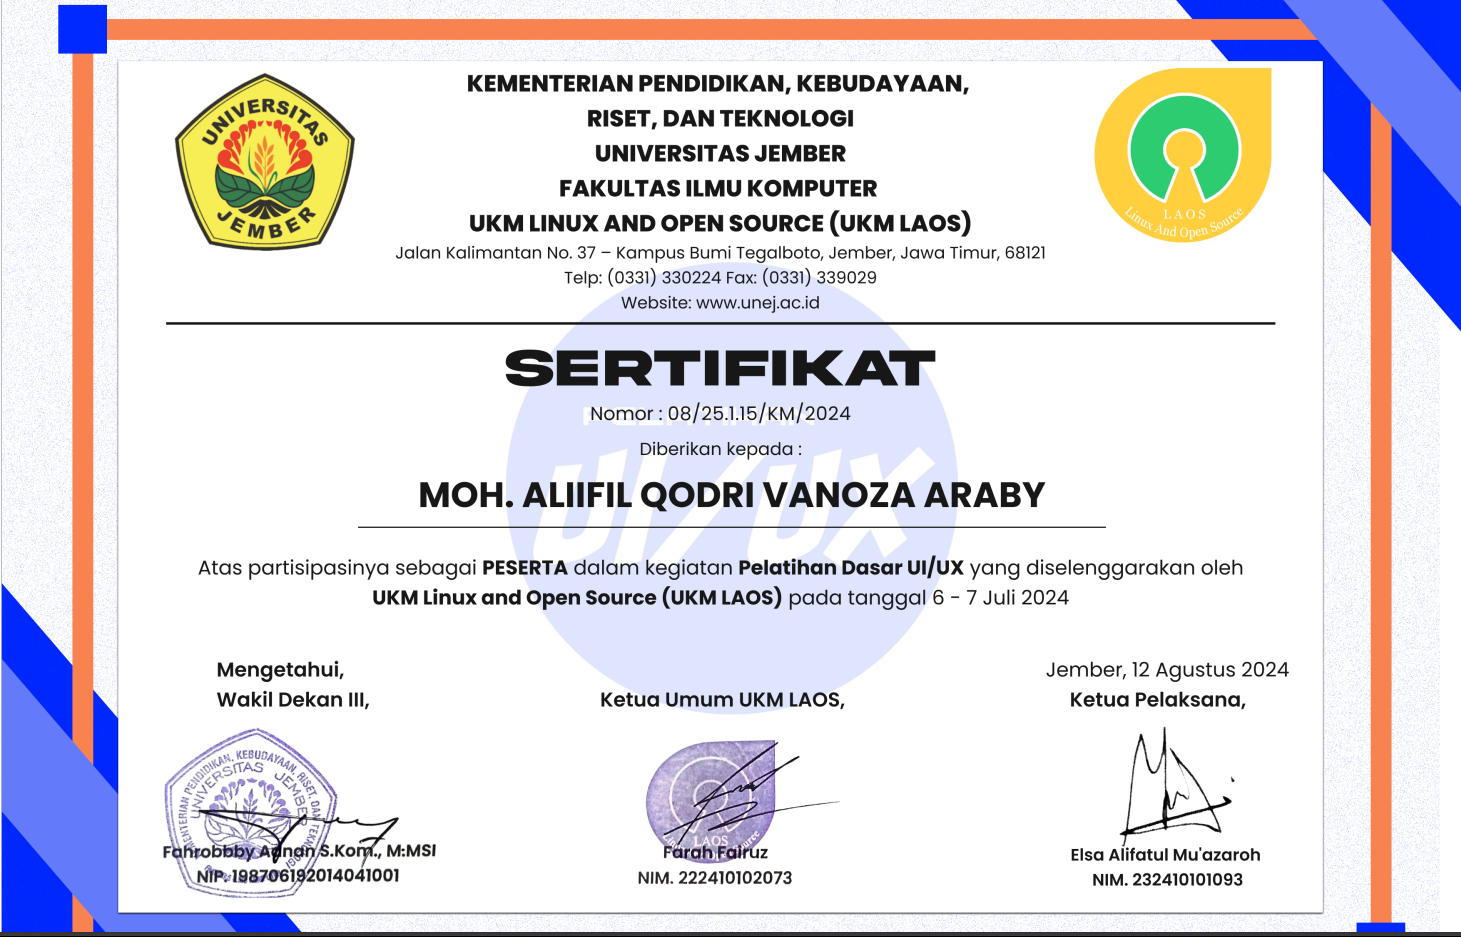 UNIVERSITAS
JEMBER
KEMENTERIAN PENDIDIKAN, KEBUDAYAAN,
RISET, DAN TEKNOLOGI
UNIVERSITAS JEMBER
FAKULTAS ILMU KOMPUTER
UKM LINUX AND OPEN SOURCE (UKM LAOS)
Jalan Kalimantan No. 37 – Kampus Bumi Tegalboto, Jember, Jawa Timur, 68121
Telp: (0331) 330224 Fax: (0331) 339029
Website: www.unej.ac.id
LAOS
Linux And Open Source
SERTIFIKAT
Nomor : 08/25.1.15/KM/2024
Diberikan kepada :
UI/UX
MOH. ALIIFIL QODRI VANOZA ARABY
Atas partisipasinya sebagai PESERTA dalam kegiatan Pelatihan Dasar UI/UX yang diselenggarakan oleh
UKM Linux and Open Source (UKM LAOS) pada tanggal 6 - 7 Juli 2024
Mengetahui,
Wakil Dekan III,
KEMENTERIAN PENDIDIKAN, KEBUDAYAAN, RISET, DAN TEKNOLOGI
UNIVERSITAS JEMBER
Fahrobbby Adnan S.Kom., M.MSI
NIP. 198706192014041001
Ketua Umum UKM LAOS,
LAOS
Farah Fairuz
NIM. 222410102073
Jember, 12 Agustus 2024
Ketua Pelaksana,
Elsa Alifatul Mu'azaroh
NIM. 232410101093